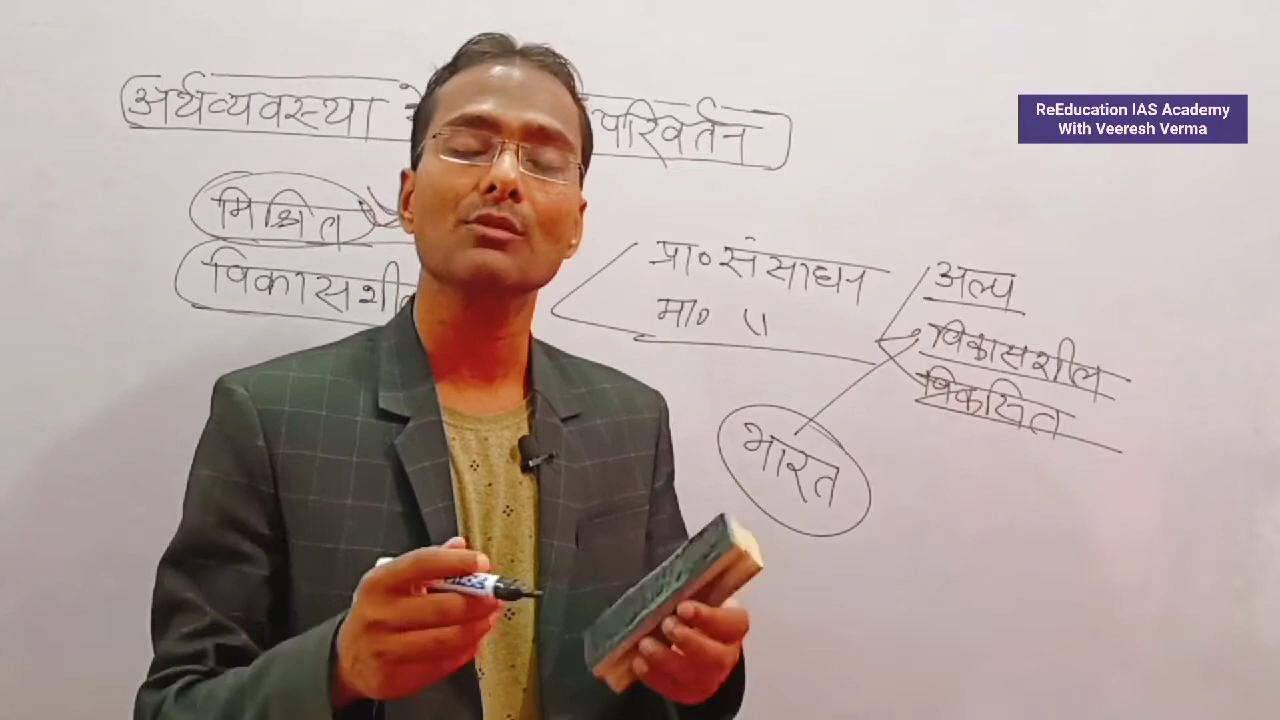 ReEducation IAS Academy
With Veeresh Verma
अर्थव्यवस्था परिवर्तन
मिश्रित
विकासशील
प्रा० संसाधन
मा० "
अल्प
विकासशील
विकसित
भारत